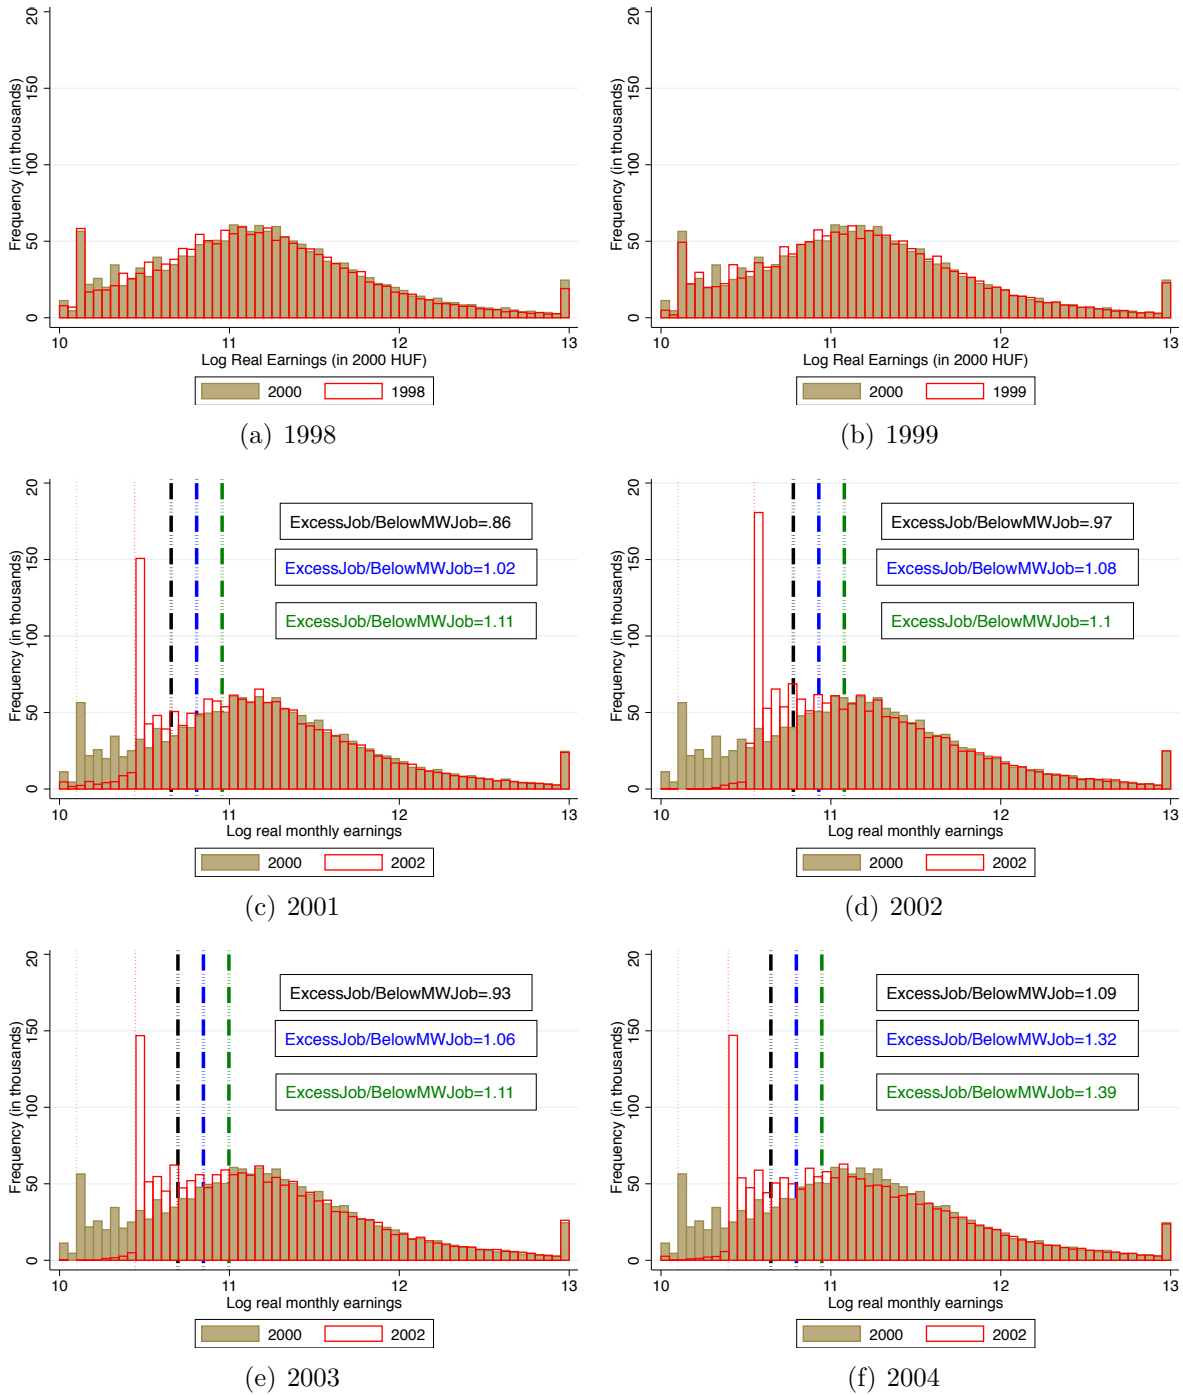 Frequency (in thousands)
20
150
100
50
0
10
11
12
13
Log Real Earnings (in 2000 HUF)
2000
1998
(a) 1998
Frequency (in thousands)
20
150
100
50
0
10
11
12
13
Log Real Earnings (in 2000 HUF)
2000
1999
(b) 1999
Frequency (in thousands)
20
150
100
50
0
ExcessJob/BelowMWJob=.86
ExcessJob/BelowMWJob=1.02
ExcessJob/BelowMWJob=1.11
10
11
12
13
Log real monthly earnings
2000
2002
(c) 2001
Frequency (in thousands)
20
150
100
50
0
ExcessJob/BelowMWJob=.97
ExcessJob/BelowMWJob=1.08
ExcessJob/BelowMWJob=1.1
10
11
12
13
Log real monthly earnings
2000
2002
(d) 2002
Frequency (in thousands)
20
150
100
50
0
ExcessJob/BelowMWJob=.93
ExcessJob/BelowMWJob=1.06
ExcessJob/BelowMWJob=1.11
10
11
12
13
Log real monthly earnings
2000
2002
(e) 2003
Frequency (in thousands)
20
150
100
50
0
ExcessJob/BelowMWJob=1.09
ExcessJob/BelowMWJob=1.32
ExcessJob/BelowMWJob=1.39
10
11
12
13
Log real monthly earnings
2000
2002
(f) 2004